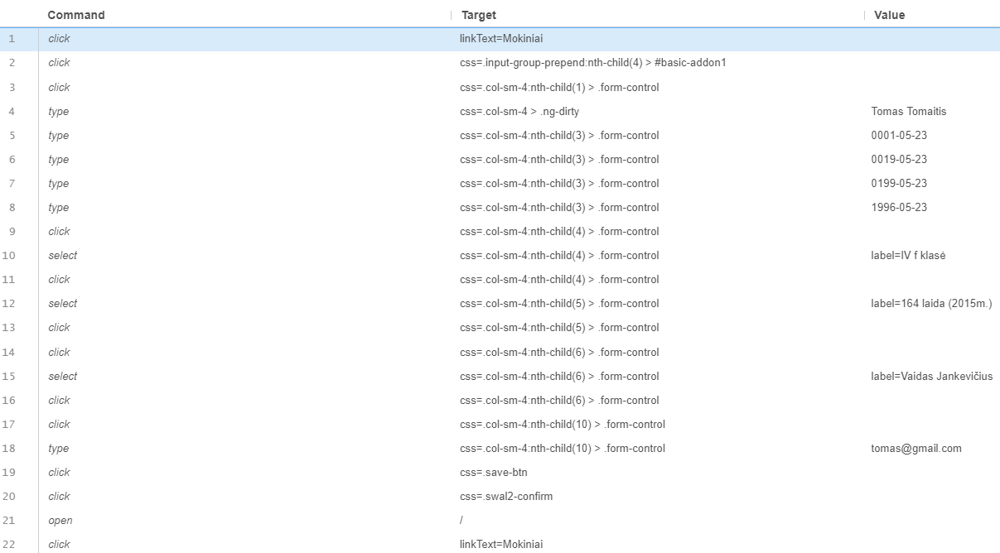 Command Target Value
1 click linkText=Mokiniai
2 click css=.input-group-prepend:nth-child(4) > #basic-addon1
3 click css=.col-sm-4:nth-child(1) > .form-control
4 type css=.col-sm-4 > .ng-dirty Tomas Tomaitis
5 type css=.col-sm-4:nth-child(3) > .form-control 0001-05-23
6 type css=.col-sm-4:nth-child(3) > .form-control 0019-05-23
7 type css=.col-sm-4:nth-child(3) > .form-control 0199-05-23
8 type css=.col-sm-4:nth-child(3) > .form-control 1996-05-23
9 click css=.col-sm-4:nth-child(4) > .form-control
10 select css=.col-sm-4:nth-child(4) > .form-control label=IV f klasė
11 click css=.col-sm-4:nth-child(4) > .form-control
12 select css=.col-sm-4:nth-child(5) > .form-control label=164 laida (2015m.)
13 click css=.col-sm-4:nth-child(5) > .form-control
14 click css=.col-sm-4:nth-child(6) > .form-control
15 select css=.col-sm-4:nth-child(6) > .form-control label=Vaidas Jankevičius
16 click css=.col-sm-4:nth-child(6) > .form-control
17 click css=.col-sm-4:nth-child(10) > .form-control
18 type css=.col-sm-4:nth-child(10) > .form-control tomas@gmail.com
19 click css=.save-btn
20 click css=.swal2-confirm
21 open /
22 click linkText=Mokiniai